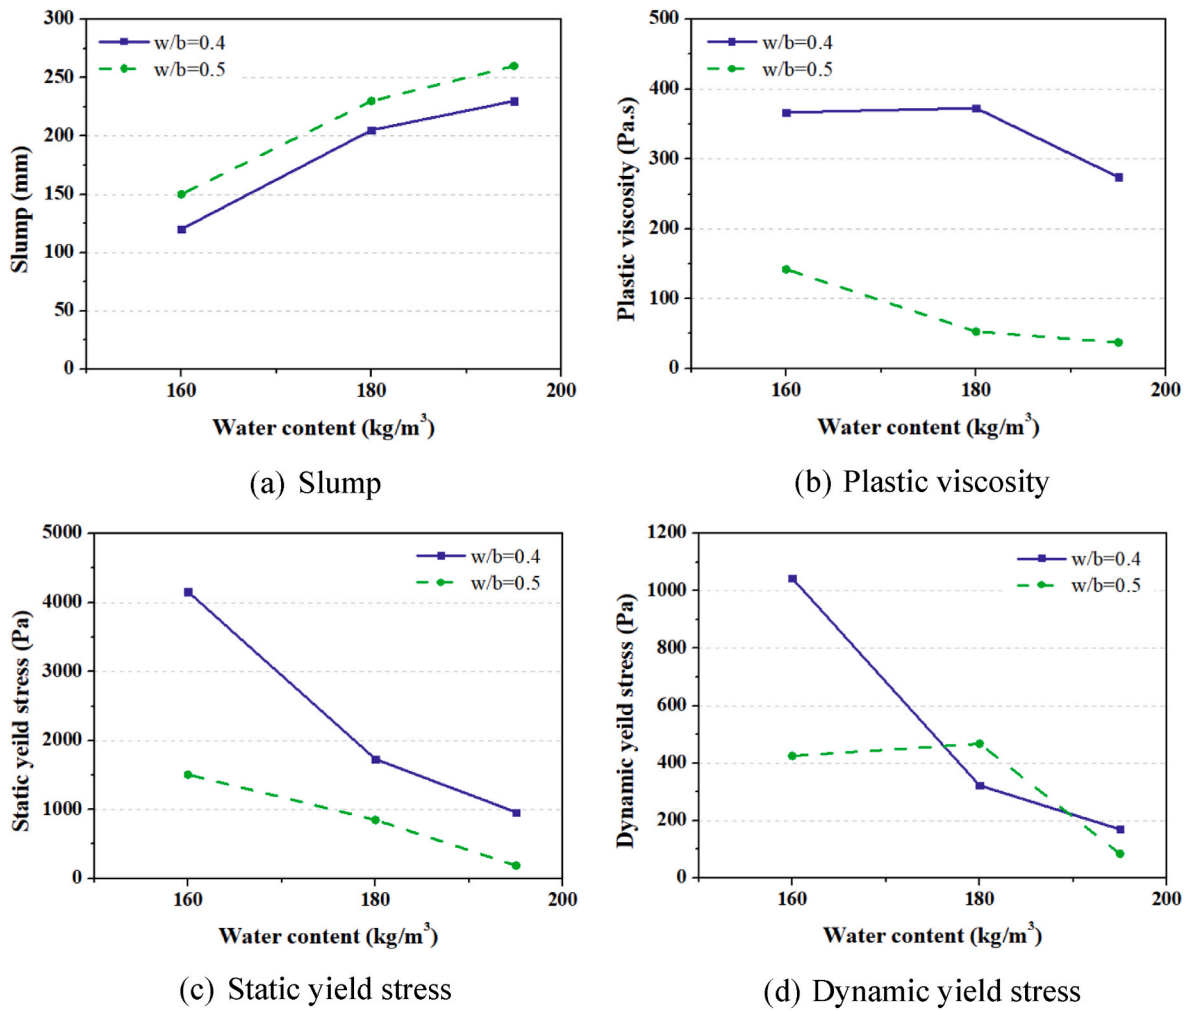 300
250
200
150
100
50
0
w/b=0.4
w/b=0.5
Slump (mm)
160
180
200
Water content (kg/m³)
(a) Slump
500
400
300
200
100
0
w/b=0.4
w/b=0.5
Plastic viscosity (Pa.s)
160
180
200
Water content (kg/m³)
(b) Plastic viscosity
5000
4000
3000
2000
1000
0
w/b=0.4
w/b=0.5
Static yeild stress (Pa)
160
180
200
Water content (kg/m³)
(c) Static yield stress
1200
1000
800
600
400
200
0
w/b=0.4
w/b=0.5
Dynamic yeild stress (Pa)
160
180
200
Water content (kg/m³)
(d) Dynamic yield stress